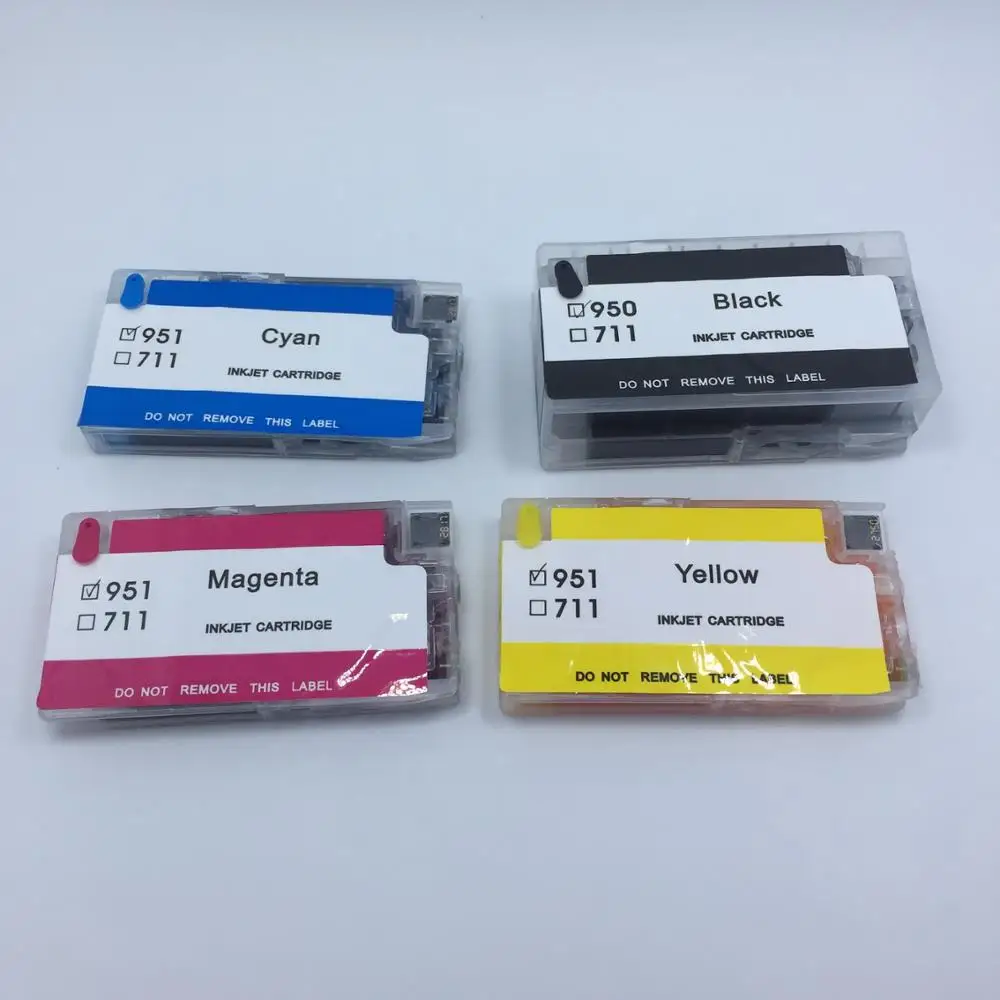 ☑ 951
Cyan
☐ 711
INKJET CARTRIDGE
DO NOT REMOVE THIS LABEL
☑ 950
Black
☐ 711
INKJET CARTRIDGE
DO NOT REMOVE THIS LABEL
☑ 951
Magenta
☐ 711
INKJET CARTRIDGE
DO NOT REMOVE THIS LABEL
☑ 951
Yellow
☐ 711
INKJET CARTRIDGE
DO NOT REMOVE THIS LABEL